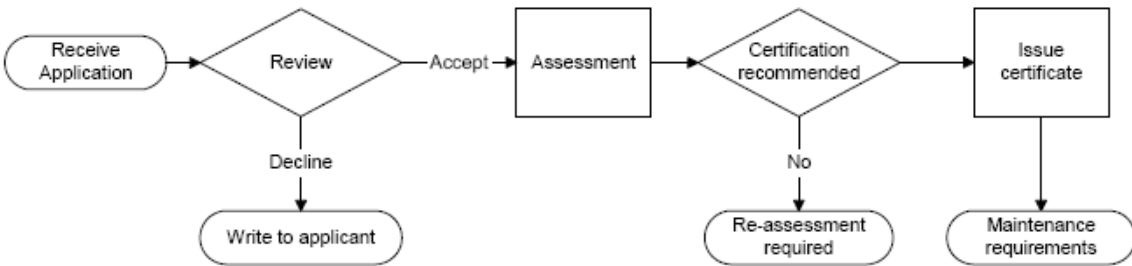 Receive
Application
Review
Accept
Assessment
Certification
recommended
Issue
certificate
Decline
No
Write to applicant
Re-assessment
required
Maintenance
requirements